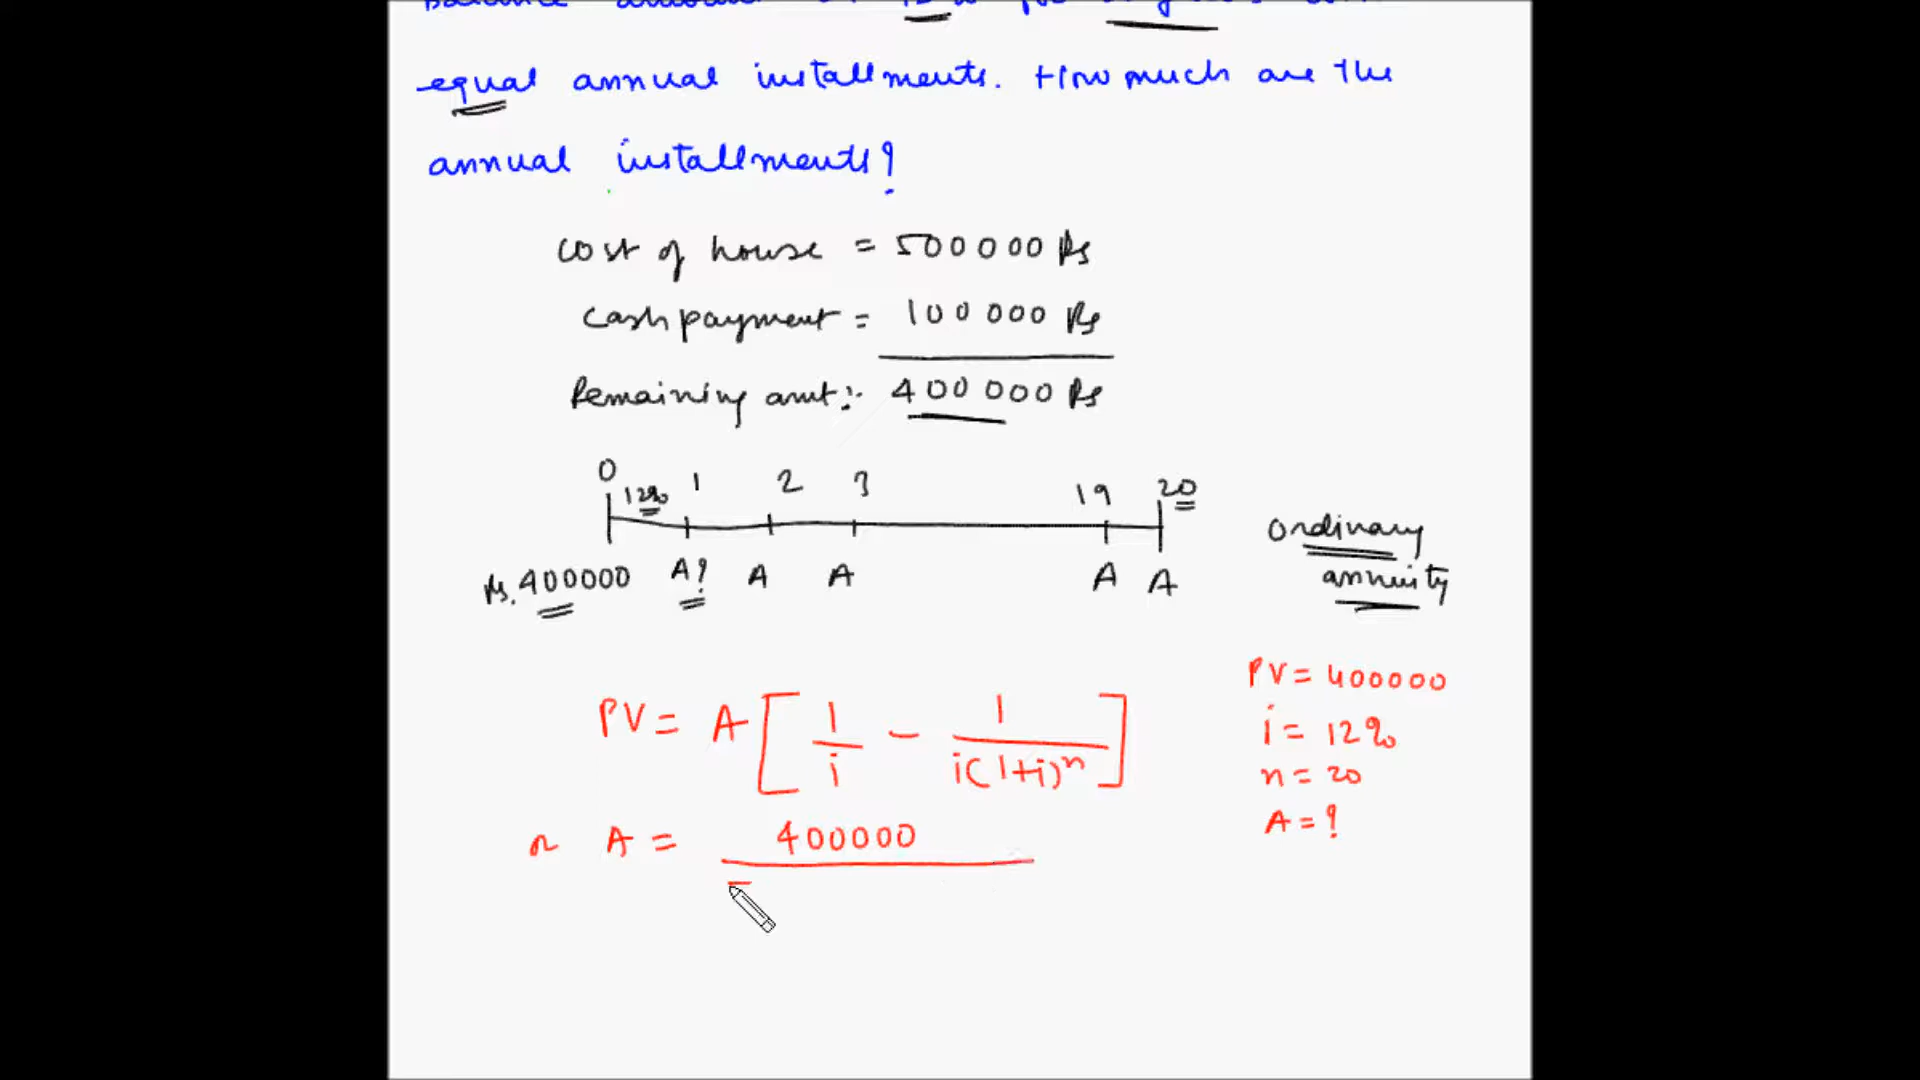 equal annual installments. How much are the
annual installments?
cost of house = 500000 Rs
cash payment = 100000 Rs
Remaining amt:- 400000 Rs
0 12% 1 2 3 19 20
Rs.400000 A? A A A A
ordinary
annuity
PV = A [ 1/i - 1/i(1+i)^n ]
PV = 400000
i = 12%
n = 20
A = ?
A = 400000